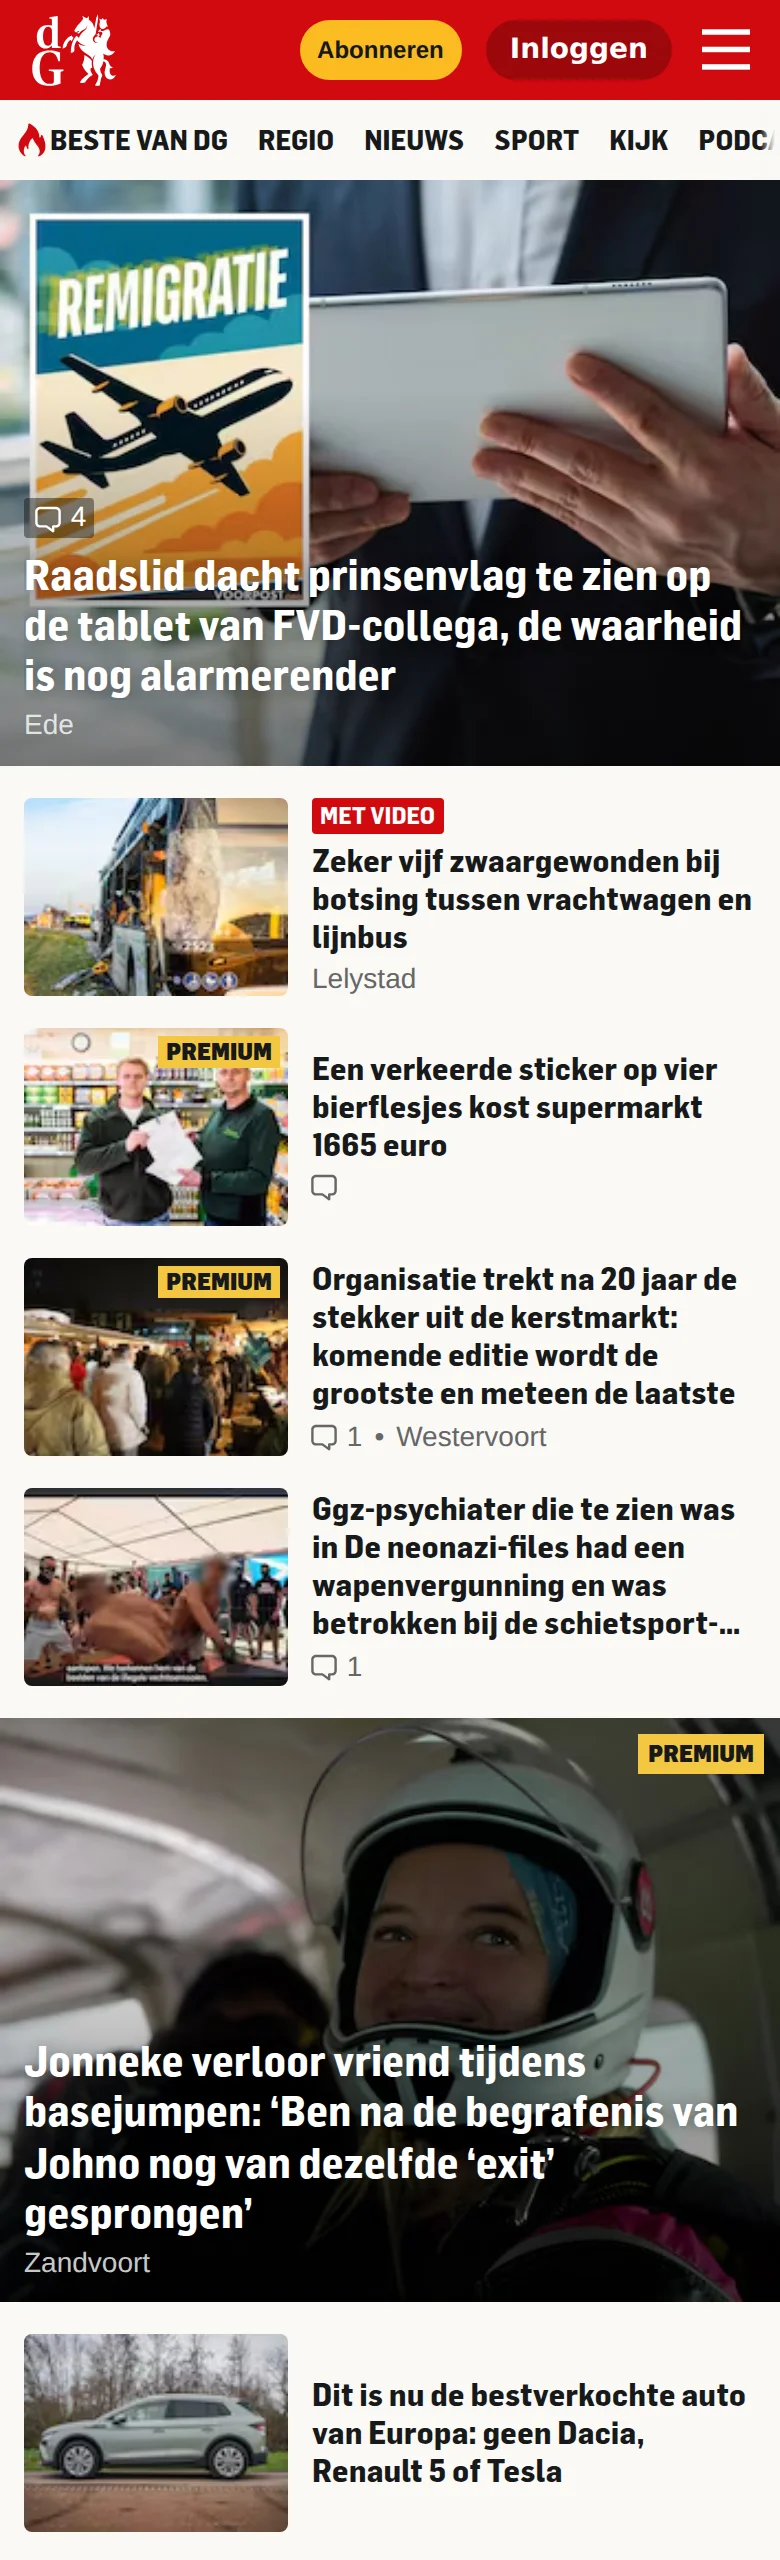 dG
Abonneren
Inloggen
BESTE VAN DG
REGIO
NIEUWS
SPORT
KIJK
PODCA
REMIGRATIE
VOORPOST
4
Raadslid dacht prinsenvlag te zien op
de tablet van FVD-collega, de waarheid
is nog alarmerender
Ede
MET VIDEO
Zeker vijf zwaargewonden bij
botsing tussen vrachtwagen en
lijnbus
Lelystad
PREMIUM
Een verkeerde sticker op vier
bierflesjes kost supermarkt
1665 euro
PREMIUM
Organisatie trekt na 20 jaar de
stekker uit de kerstmarkt:
komende editie wordt de
grootste en meteen de laatste
1 • Westervoort
Ggz-psychiater die te zien was
in De neonazi-files had een
wapenvergunning en was
betrokken bij de schietsport-...
1
PREMIUM
Jonneke verloor vriend tijdens
basejumpen: ‘Ben na de begrafenis van
Johno nog van dezelfde ‘exit’
gesprongen’
Zandvoort
Dit is nu de bestverkochte auto
van Europa: geen Dacia,
Renault 5 of Tesla